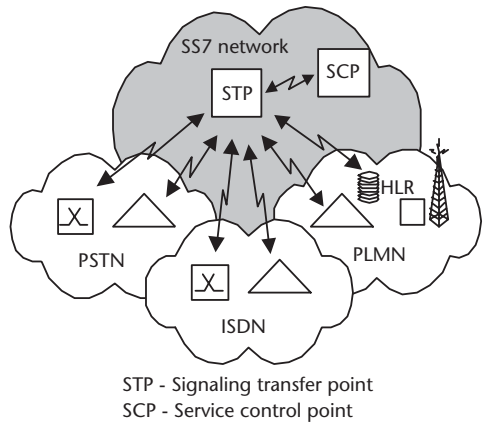 SS7 network
STP
SCP
HLR
PSTN
PLMN
ISDN
STP - Signaling transfer point
SCP - Service control point